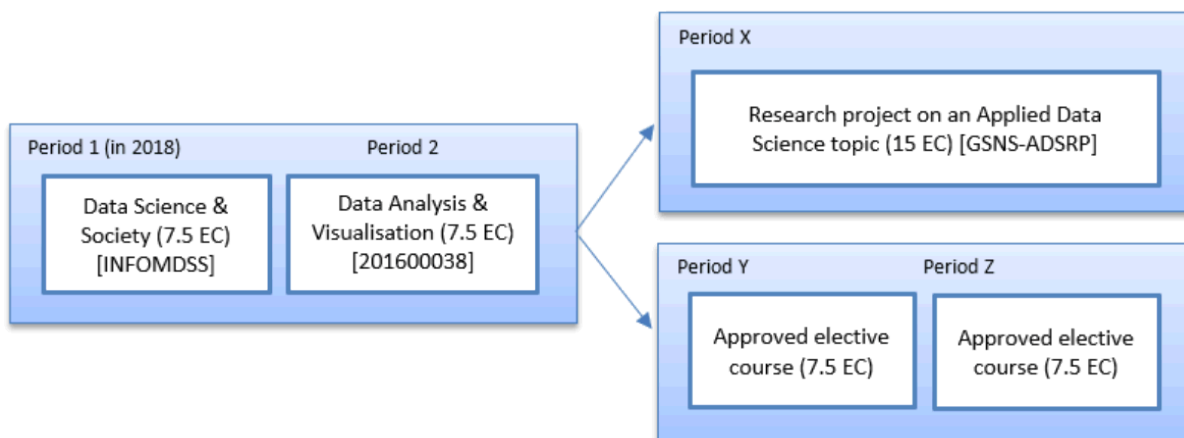 Period 1 (in 2018)
Period 2
Data Science &
Society (7.5 EC)
[INFOMDSS]
Data Analysis &
Visualisation (7.5 EC)
[201600038]
Period X
Research project on an Applied Data
Science topic (15 EC) [GSNS-ADSRP]
Period Y
Period Z
Approved elective
course (7.5 EC)
Approved elective
course (7.5 EC)